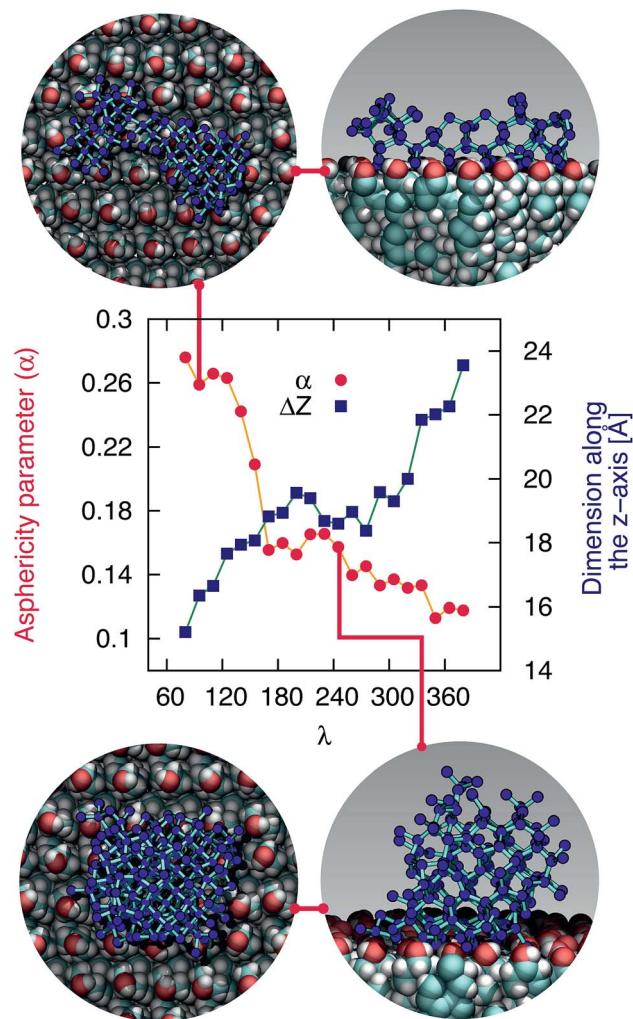 0.3
0.26
0.22
0.18
0.14
0.1
Asphericity parameter (α)
α
ΔZ
24
22
20
18
16
14
Dimension along
the z−axis [Å]
60 120 180 240 300 360
λ